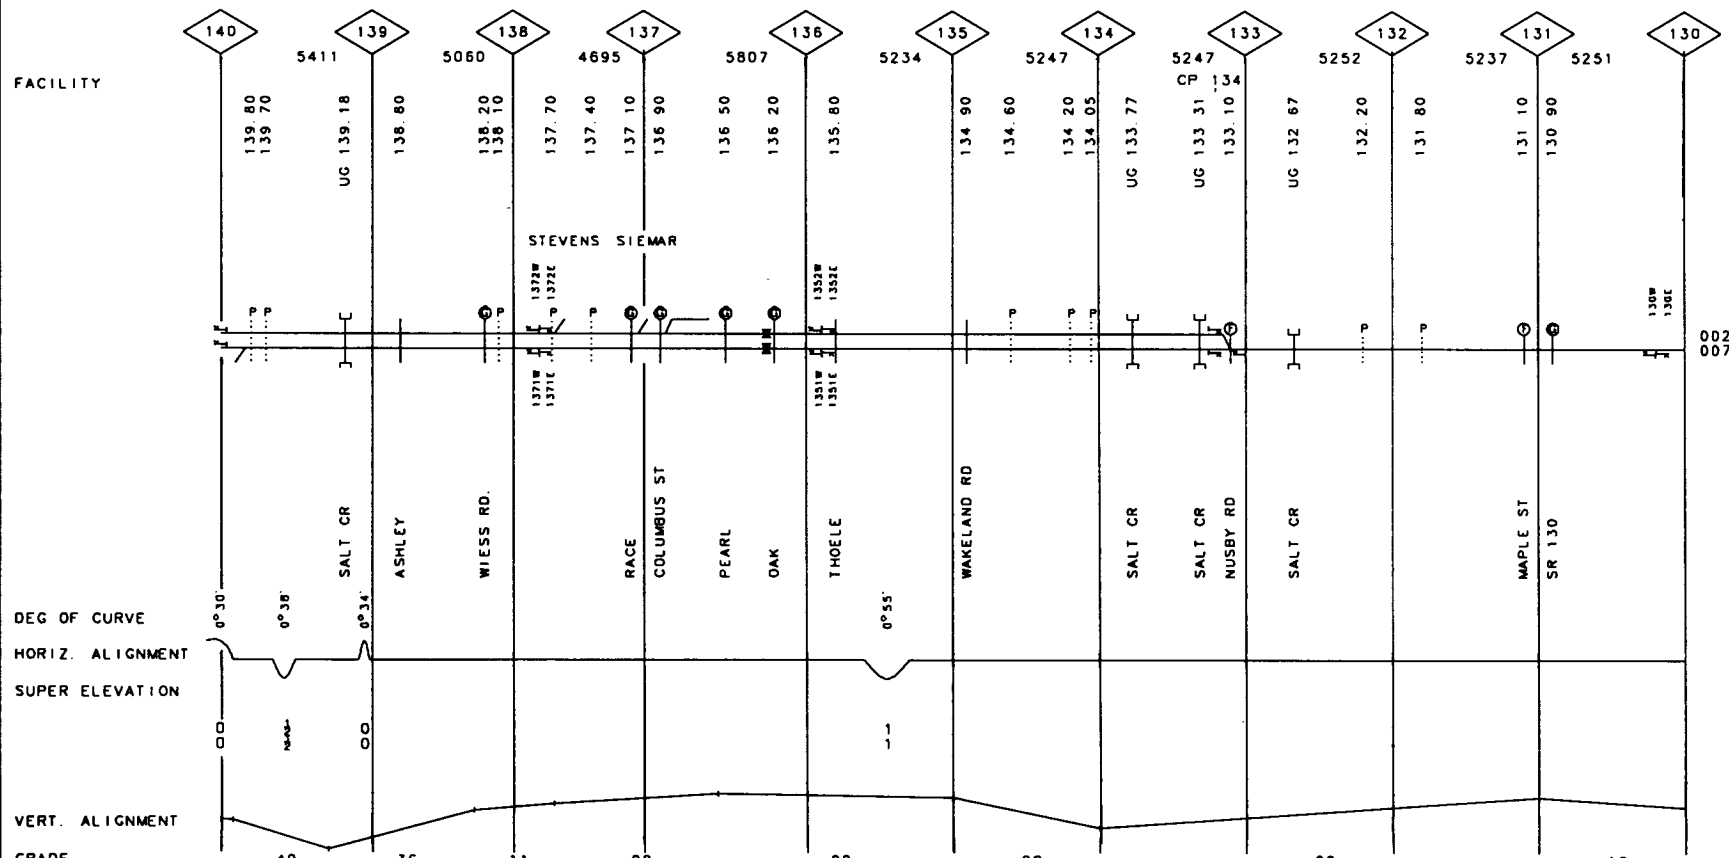 140 139 138 137 136 135 134 133 132 131 130
5411 5060 4695 5807 5234 5247 5247 5252 5237 5251
CP 134
FACILITY
139.80
139 70
UG 139.18
138.80
138.20
138 10
137.70
137.40
137 10
136 90
136 50
136 20
135.80
134 90
134.60
134 20
134 05
UG 133.77
UG 133 31
133.10
UG 132 67
132.20
131 80
131 10
130 90
STEVENS SIEMAR
1372W
1372E
1352W
1352E
130W
130E
P P G P P P G G G G P P P F P P F G
002
007
1371W
1371E
1351W
1351E
SALT CR
ASHLEY
WIESS RD.
RACE
COLUMBUS ST
PEARL
OAK
THOELE
WAKELAND RD
SALT CR
SALT CR
NUSBY RD
SALT CR
MAPLE ST
SR 130
DEG OF CURVE
0°30'
0°38'
0°34'
0°55'
HORIZ. ALIGNMENT
SUPER ELEVATION
0 0 1
0 0 1
VERT. ALIGNMENT
GRADE